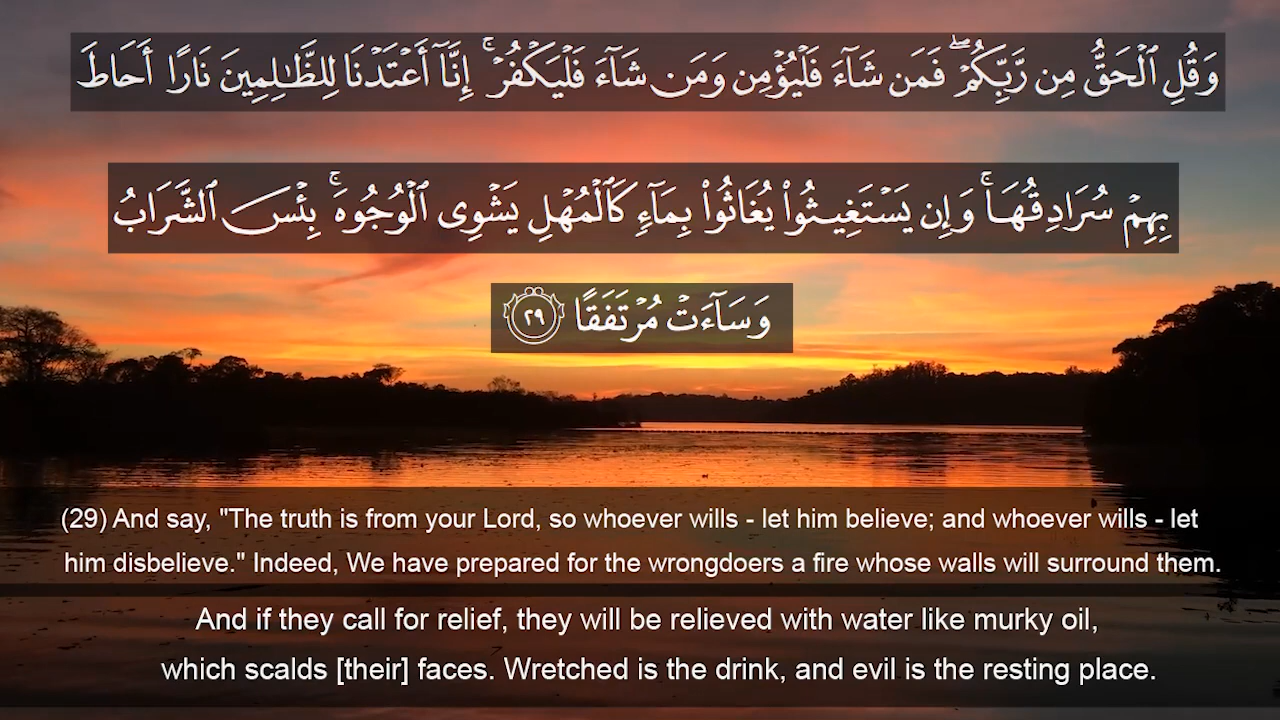 وَقُلِ ٱلْحَقُّ مِن رَّبِّكُمْ ۖ فَمَن شَآءَ فَلْيُؤْمِن وَمَن شَآءَ فَلْيَكْفُرْ ۚ إِنَّآ أَعْتَدْنَا لِلظَّـٰلِمِينَ نَارًا أَحَاطَ
بِهِمْ سُرَادِقُهَا ۚ وَإِن يَسْتَغِيثُوا۟ يُغَاثُوا۟ بِمَآءٍ كَٱلْمُهْلِ يَشْوِى ٱلْوُجُوهَ ۚ بِئْسَ ٱلشَّرَابُ
وَسَآءَتْ مُرْتَفَقًا ٢٩
(29) And say, "The truth is from your Lord, so whoever wills - let him believe; and whoever wills - let
him disbelieve." Indeed, We have prepared for the wrongdoers a fire whose walls will surround them.
And if they call for relief, they will be relieved with water like murky oil,
which scalds [their] faces. Wretched is the drink, and evil is the resting place.